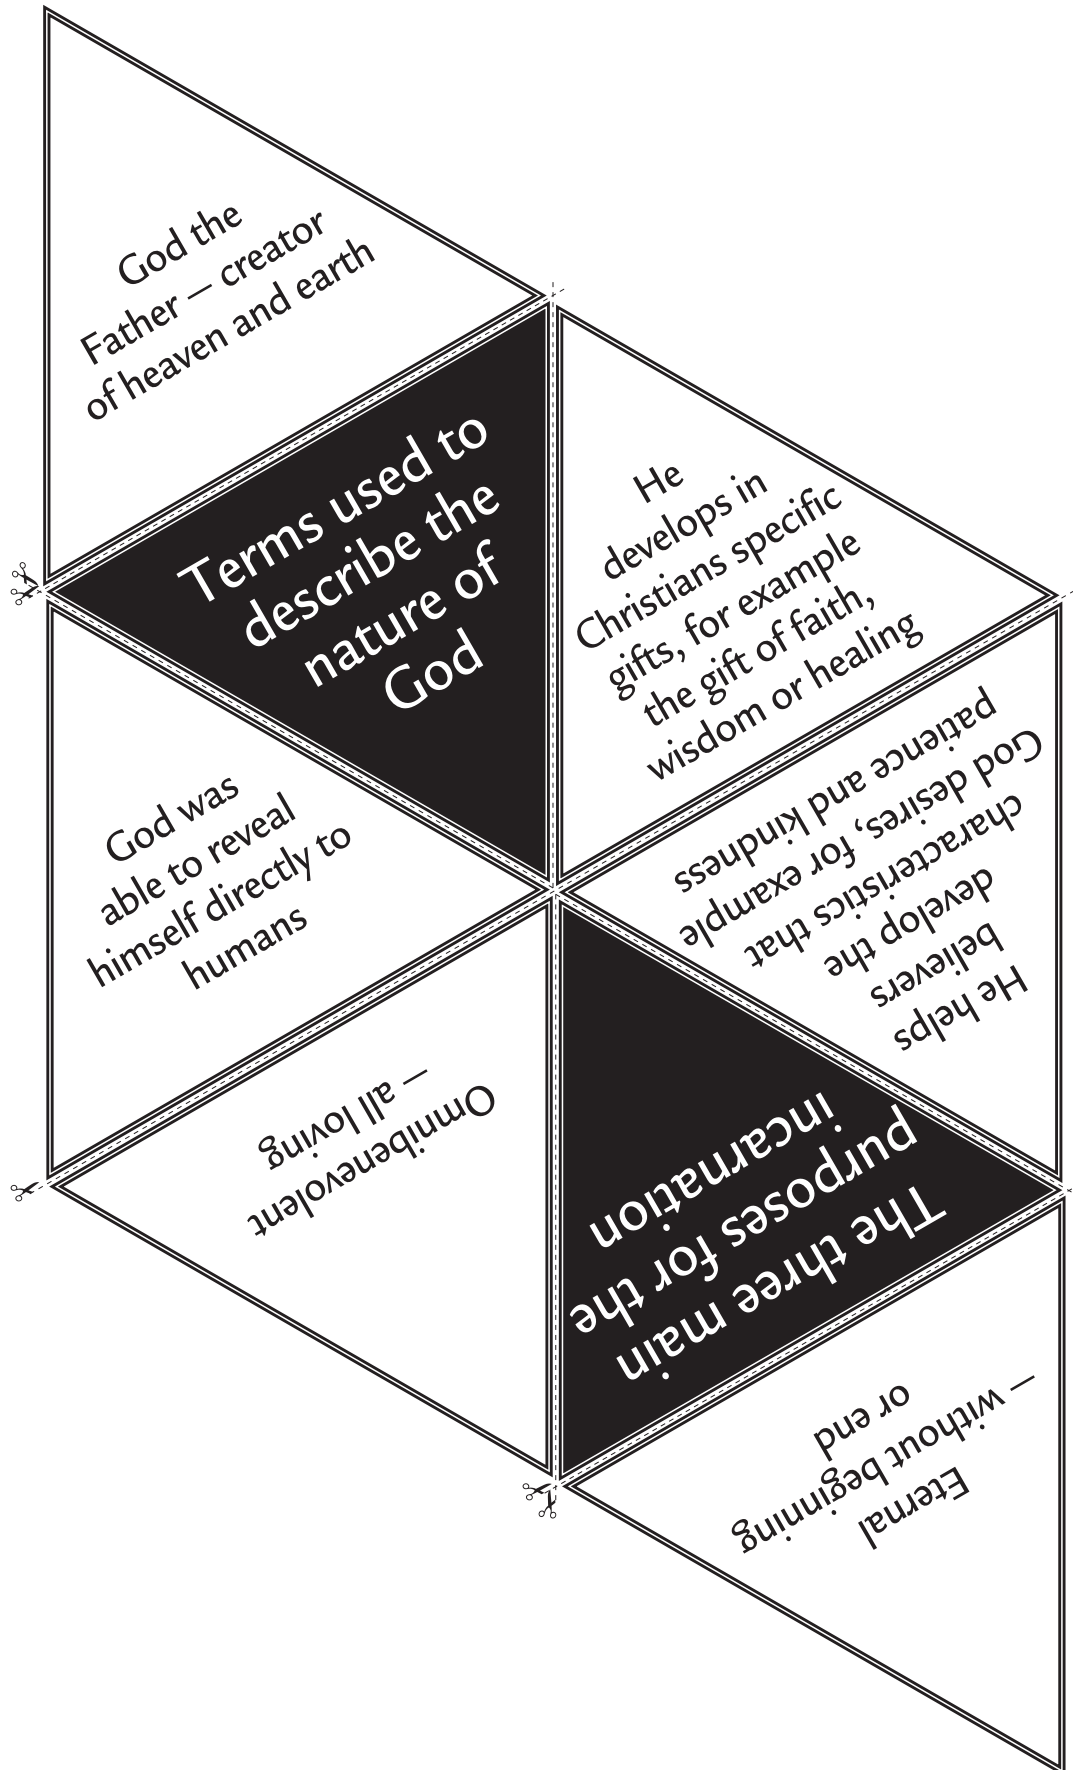 God the
Father – creator
of heaven and earth
Terms used to
describe the
nature of
God
He
develops in
Christians specific
gifts, for example
the gift of faith,
wisdom or healing
God was
able to reveal
himself directly to
humans
He helps
believers
develop the
characteristics that
God desires, for example
patience and kindness
Omnibenevolent
– all loving
The three main
purposes for the
incarnation
Eternal
– without beginning
or end